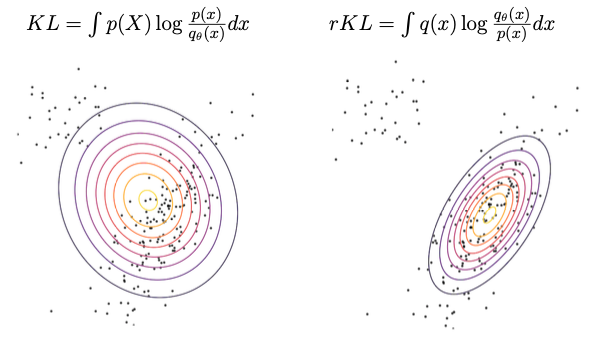 KL = ∫ p(X) log p(x)/q_θ(x) dx
rKL = ∫ q(x) log q_θ(x)/p(x) dx